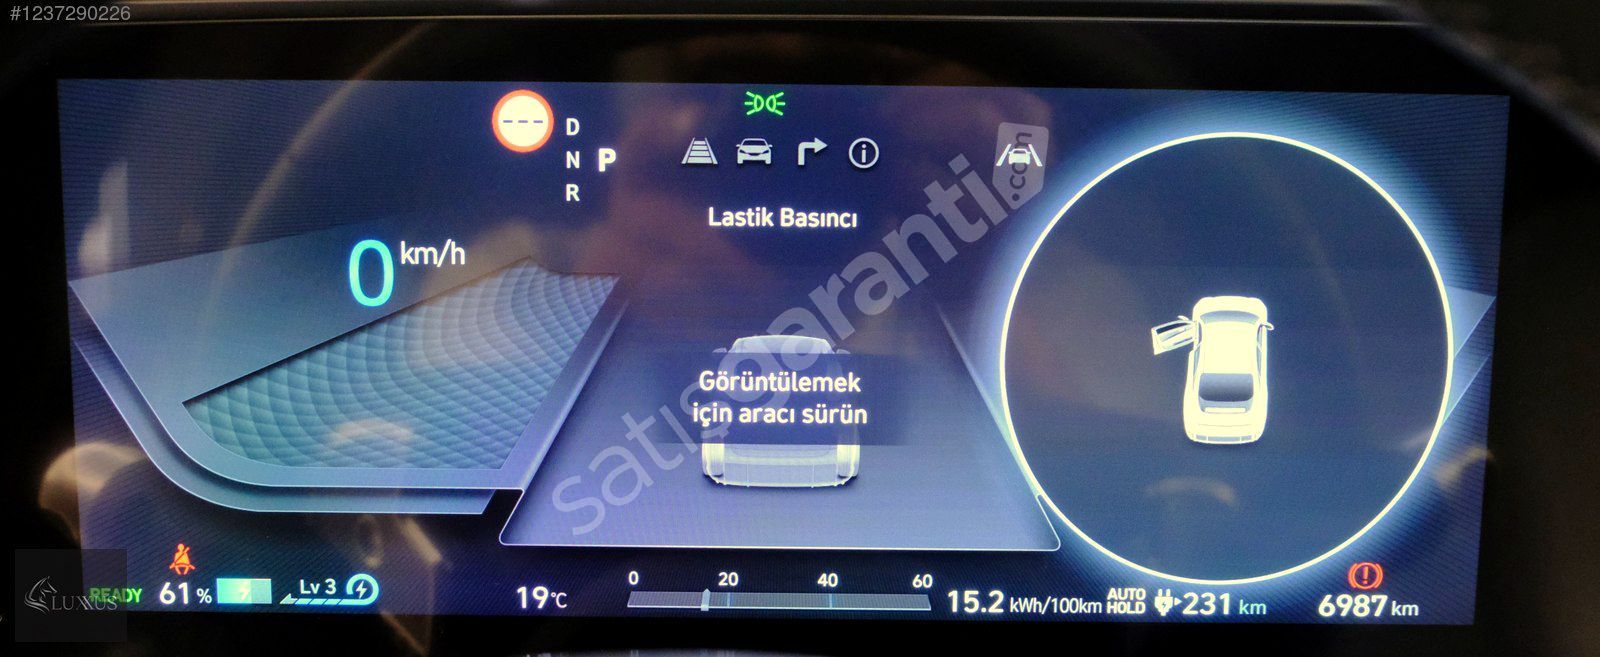 #1237290226
D
N P
R
Lastik Basıncı
0 km/h
Görüntülemek
için aracı sürün
satışgaranti.com
READY 61% Lv 3
19°C
0 20 40 60
15.2 kWh/100km
AUTO
HOLD
231 km
6987 km
LUXXUS